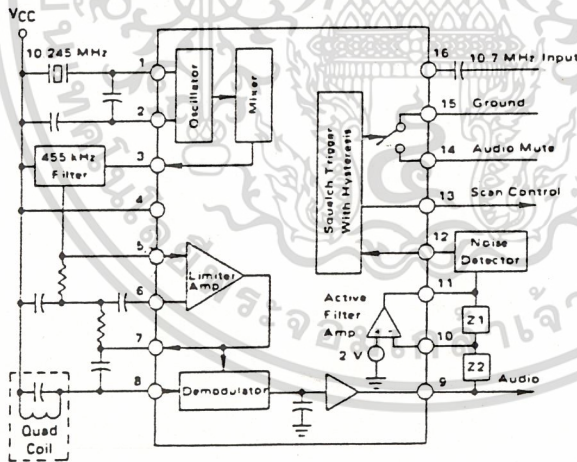 VCC
10.245 MHz
1
2
3
4
5
6
7
8
Oscillator
Mixer
455 kHz
Filter
Limiter
Amp
Demodulator
Quad
Coil
Squelch Trigger
With Hysteresis
Active
Filter
Amp
+
-
2 V
16
10.7 MHz Input
15
Ground
14
Audio Mute
13
Scan Control
12
Noise
Detector
11
Z1
10
Z2
9
Audio